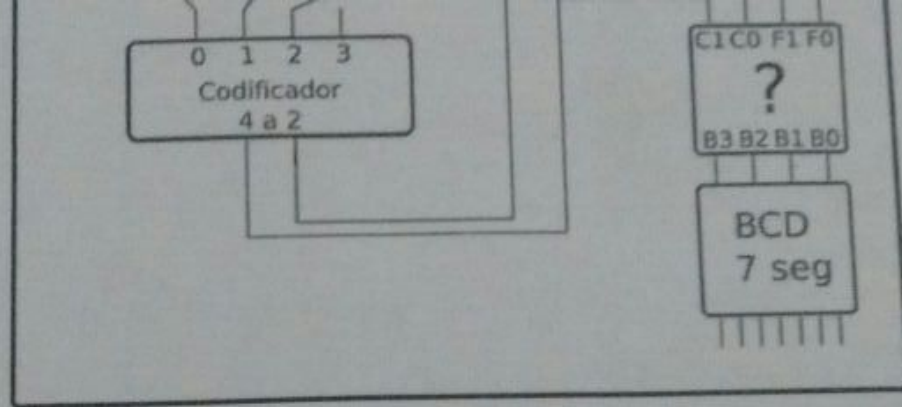 0 1 2 3
Codificador
4 a 2
C1 C0 F1 F0
?
B3 B2 B1 B0
BCD
7 seg